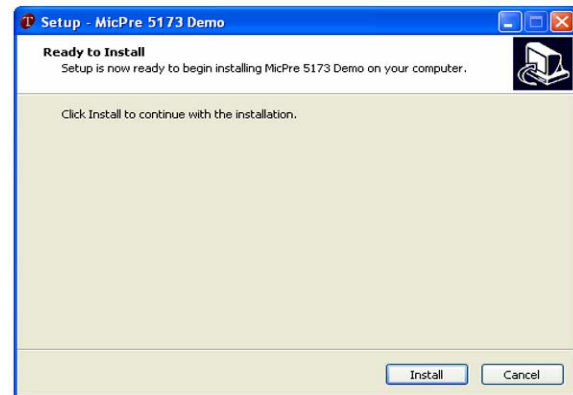 Setup - MicPre 5173 Demo
Ready to Install
Setup is now ready to begin installing MicPre 5173 Demo on your computer.
Click Install to continue with the installation.
Install
Cancel